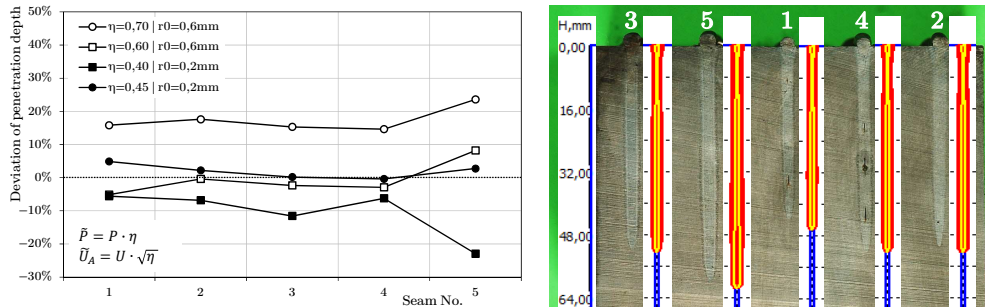 50%
40%
30%
20%
10%
0%
−10%
−20%
−30%
Deviation of penetration depth
η=0,70 | r0=0,6mm
η=0,60 | r0=0,6mm
η=0,40 | r0=0,2mm
η=0,45 | r0=0,2mm
P̃ = P · η
Ũ_A = U · √η
1 2 3 4 5
Seam No.
H,mm
0,00
16,00
32,00
48,00
64,00
3 5 1 4 2